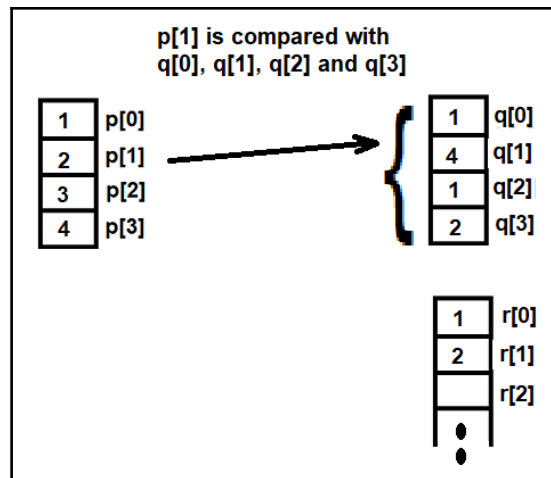 p[1] is compared with
q[0], q[1], q[2] and q[3]
1 p[0]
2 p[1]
3 p[2]
4 p[3]
1 q[0]
4 q[1]
1 q[2]
2 q[3]
1 r[0]
2 r[1]
r[2]